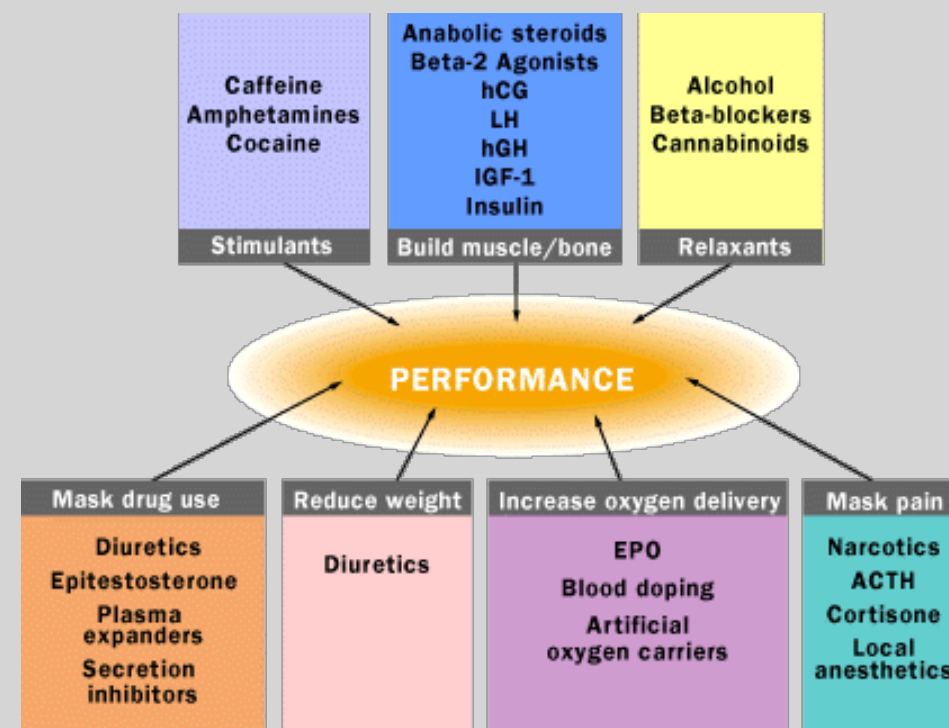 Caffeine
Amphetamines
Cocaine
Stimulants
Anabolic steroids
Beta-2 Agonists
hCG
LH
hGH
IGF-1
Insulin
Build muscle/bone
Alcohol
Beta-blockers
Cannabinoids
Relaxants
PERFORMANCE
Mask drug use
Diuretics
Epitestosterone
Plasma
expanders
Secretion
inhibitors
Reduce weight
Diuretics
Increase oxygen delivery
EPO
Blood doping
Artificial
oxygen carriers
Mask pain
Narcotics
ACTH
Cortisone
Local
anesthetics